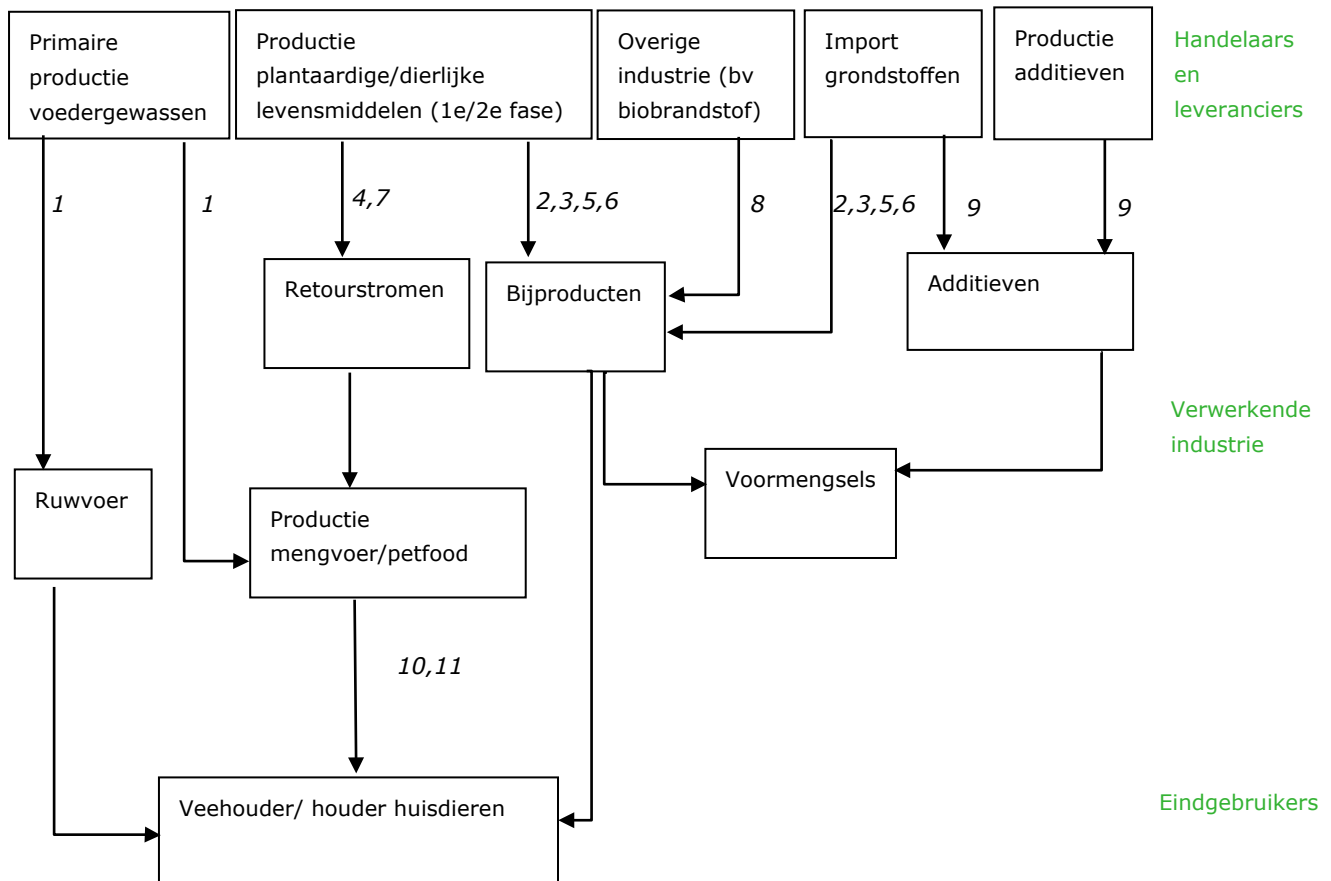 Primaire
productie
voedergewassen
Productie
plantaardige/dierlijke
levensmiddelen (1e/2e fase)
Overige
industrie (bv
biobrandstof)
Import
grondstoffen
Productie
additieven
Handelaars
en
leveranciers
1
1
4,7
2,3,5,6
8
2,3,5,6
9
9
Retourstromen
Bijproducten
Additieven
Verwerkende
industrie
Ruwvoer
Productie
mengvoer/petfood
Voormengsels
10,11
Veehouder/ houder huisdieren
Eindgebruikers